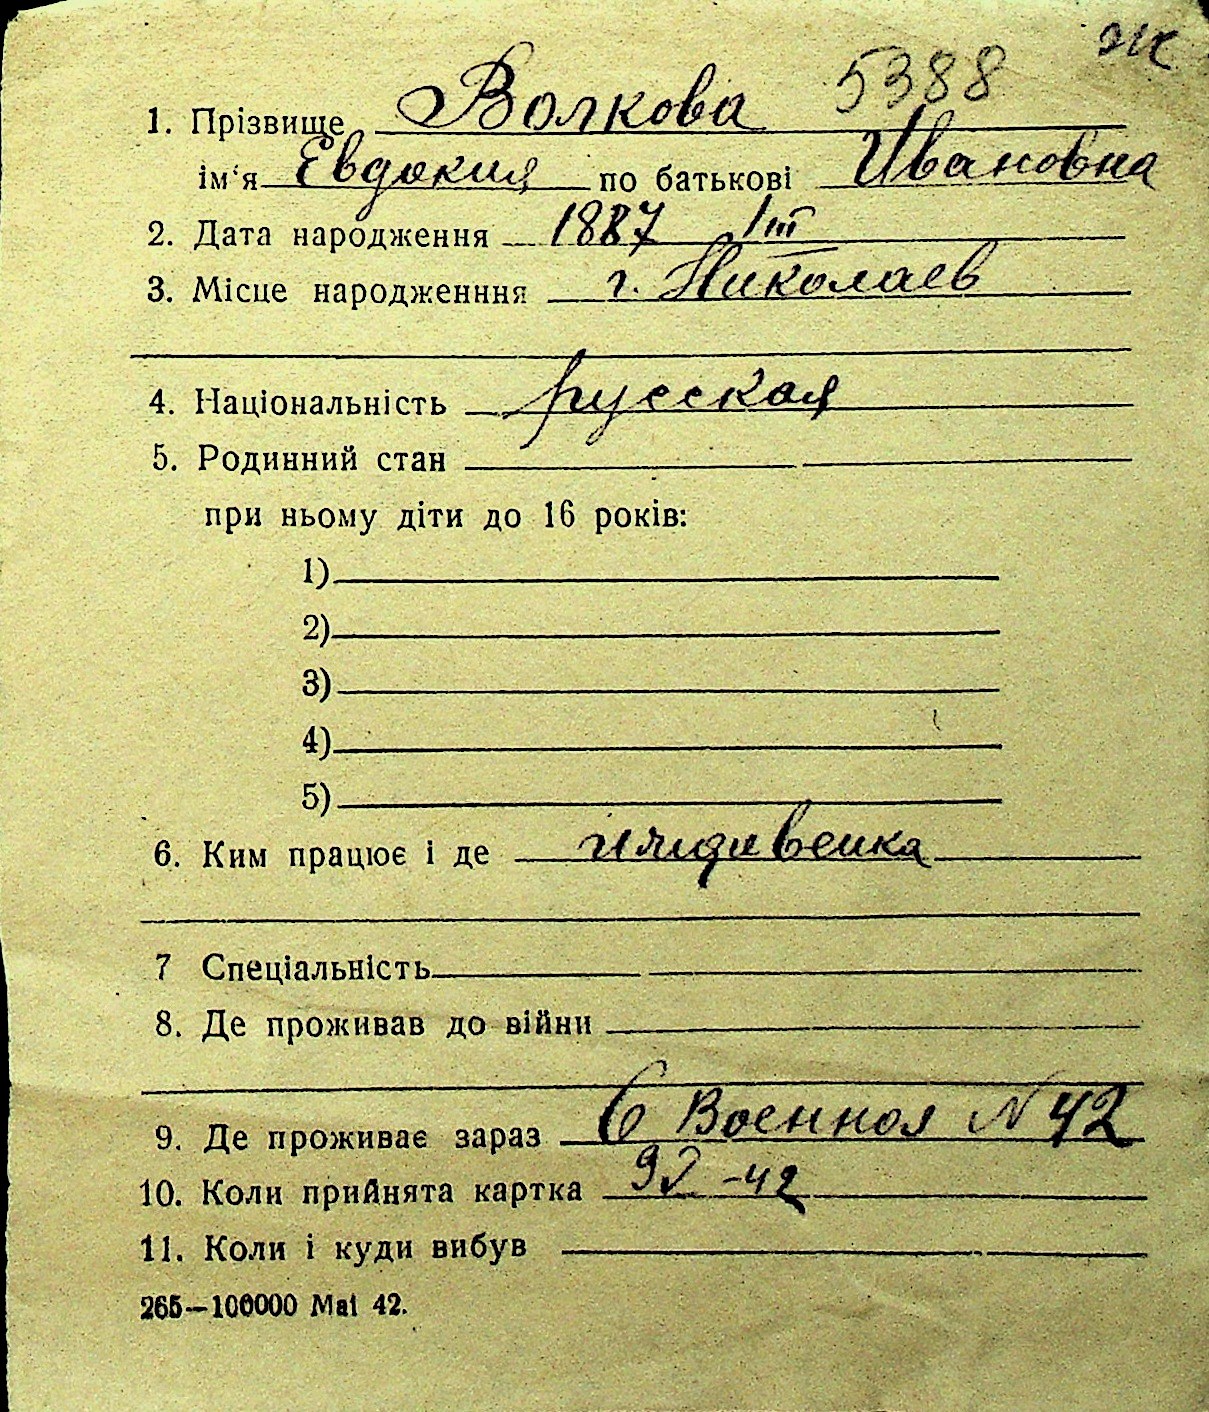 ж
5388
1. Прізвище Волкова
ім'я Евдокия по батькові Ивановна
2. Дата народження 1887 1 III
3. Місце народженння г. Николаев
4. Національність русская
5. Родинний стан
при ньому діти до 16 років:
1)
2)
3)
4)
5)
6. Ким працює і де иждивенка
7 Спеціальність
8. Де проживав до війни
9. Де проживає зараз 6 Военноя N 42
10. Коли прийнята картка 9 -42
11. Коли і куди вибув
265—100000 Mai 42.